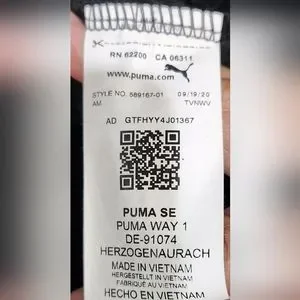 RN 62200 CA 06311
www.puma.com
STYLE NO. 589167-01 09/19/20
AM TVNWV
AD GTFHYY4J01367
PUMA SE
PUMA WAY 1
DE-91074
HERZOGENAURACH
MADE IN VIETNAM
HERGESTELLT IN VIETNAM
FABRIQUÉ AU VIETNAM
HECHO EN VIETNAM